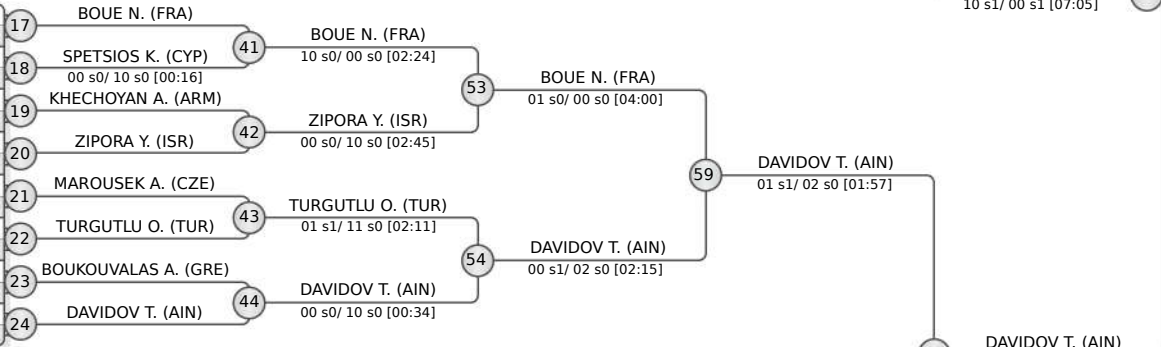 10 s1/ 00 s1 [07:05]
17
BOUE N. (FRA)
41
BOUE N. (FRA)
10 s0/ 00 s0 [02:24]
18
SPETSIOS K. (CYP)
00 s0/ 10 s0 [00:16]
53
BOUE N. (FRA)
01 s0/ 00 s0 [04:00]
19
KHECHOYAN A. (ARM)
42
ZIPORA Y. (ISR)
00 s0/ 10 s0 [02:45]
20
ZIPORA Y. (ISR)
59
DAVIDOV T. (AIN)
01 s1/ 02 s0 [01:57]
21
MAROUSEK A. (CZE)
43
TURGUTLU O. (TUR)
01 s1/ 11 s0 [02:11]
22
TURGUTLU O. (TUR)
54
DAVIDOV T. (AIN)
00 s1/ 02 s0 [02:15]
23
BOUKOUVALAS A. (GRE)
44
DAVIDOV T. (AIN)
00 s0/ 10 s0 [00:34]
24
DAVIDOV T. (AIN)
DAVIDOV T. (AIN)